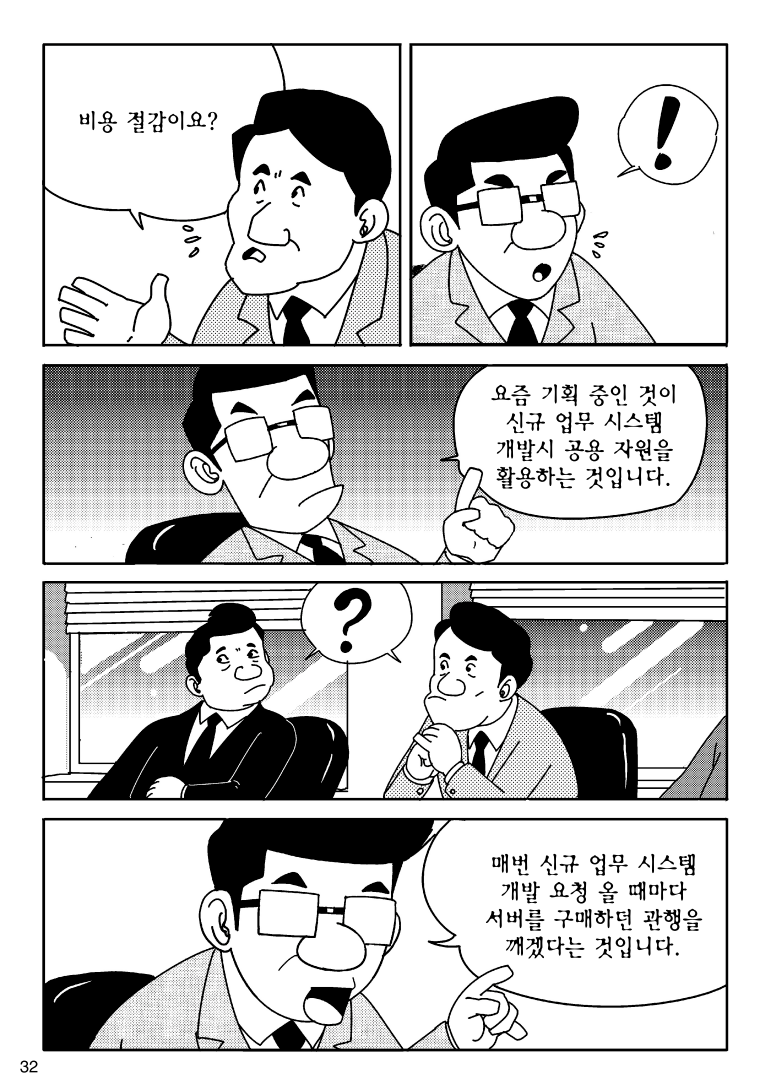 비용 절감이요?
!
요즘 기획 중인 것이
신규 업무 시스템
개발시 공용 자원을
활용하는 것입니다.
?
매번 신규 업무 시스템
개발 요청 올 때마다
서버를 구매하던 관행을
깨겠다는 것입니다.
32